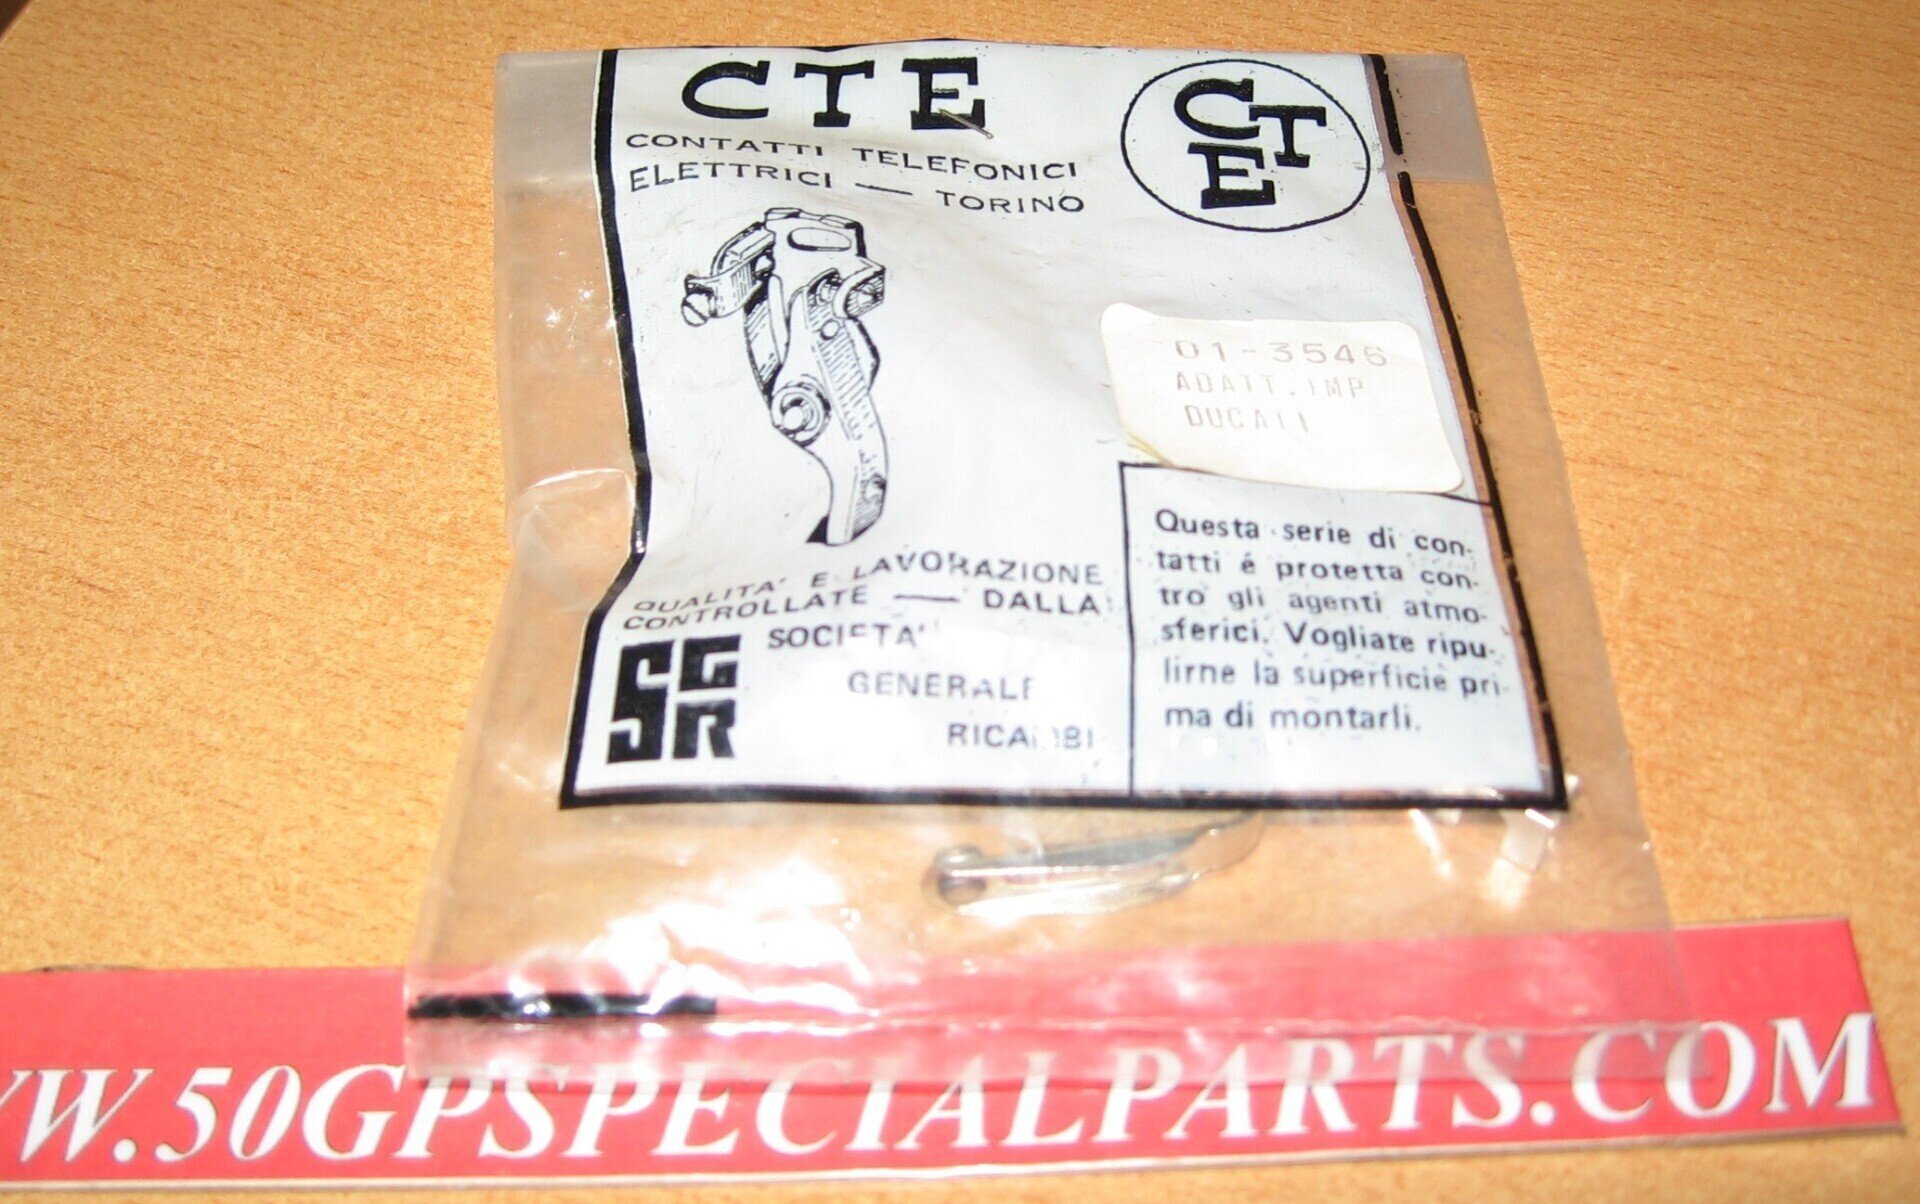 CTE
CONTATTI TELEFONICI
ELETTRICI — TORINO
CTE
01-3546
ADATT. IMP
DUCATI
QUALITA' E LAVORAZIONE
CONTROLLATE — DALLA
SGR
SOCIETA'
GENERALE
RICAMBI
Questa serie di con-
tatti é protetta con-
tro gli agenti atmo-
sferici. Vogliate ripu-
lirne la superficie pri-
ma di montarli.
W.50GPSPECIALPARTS.COM